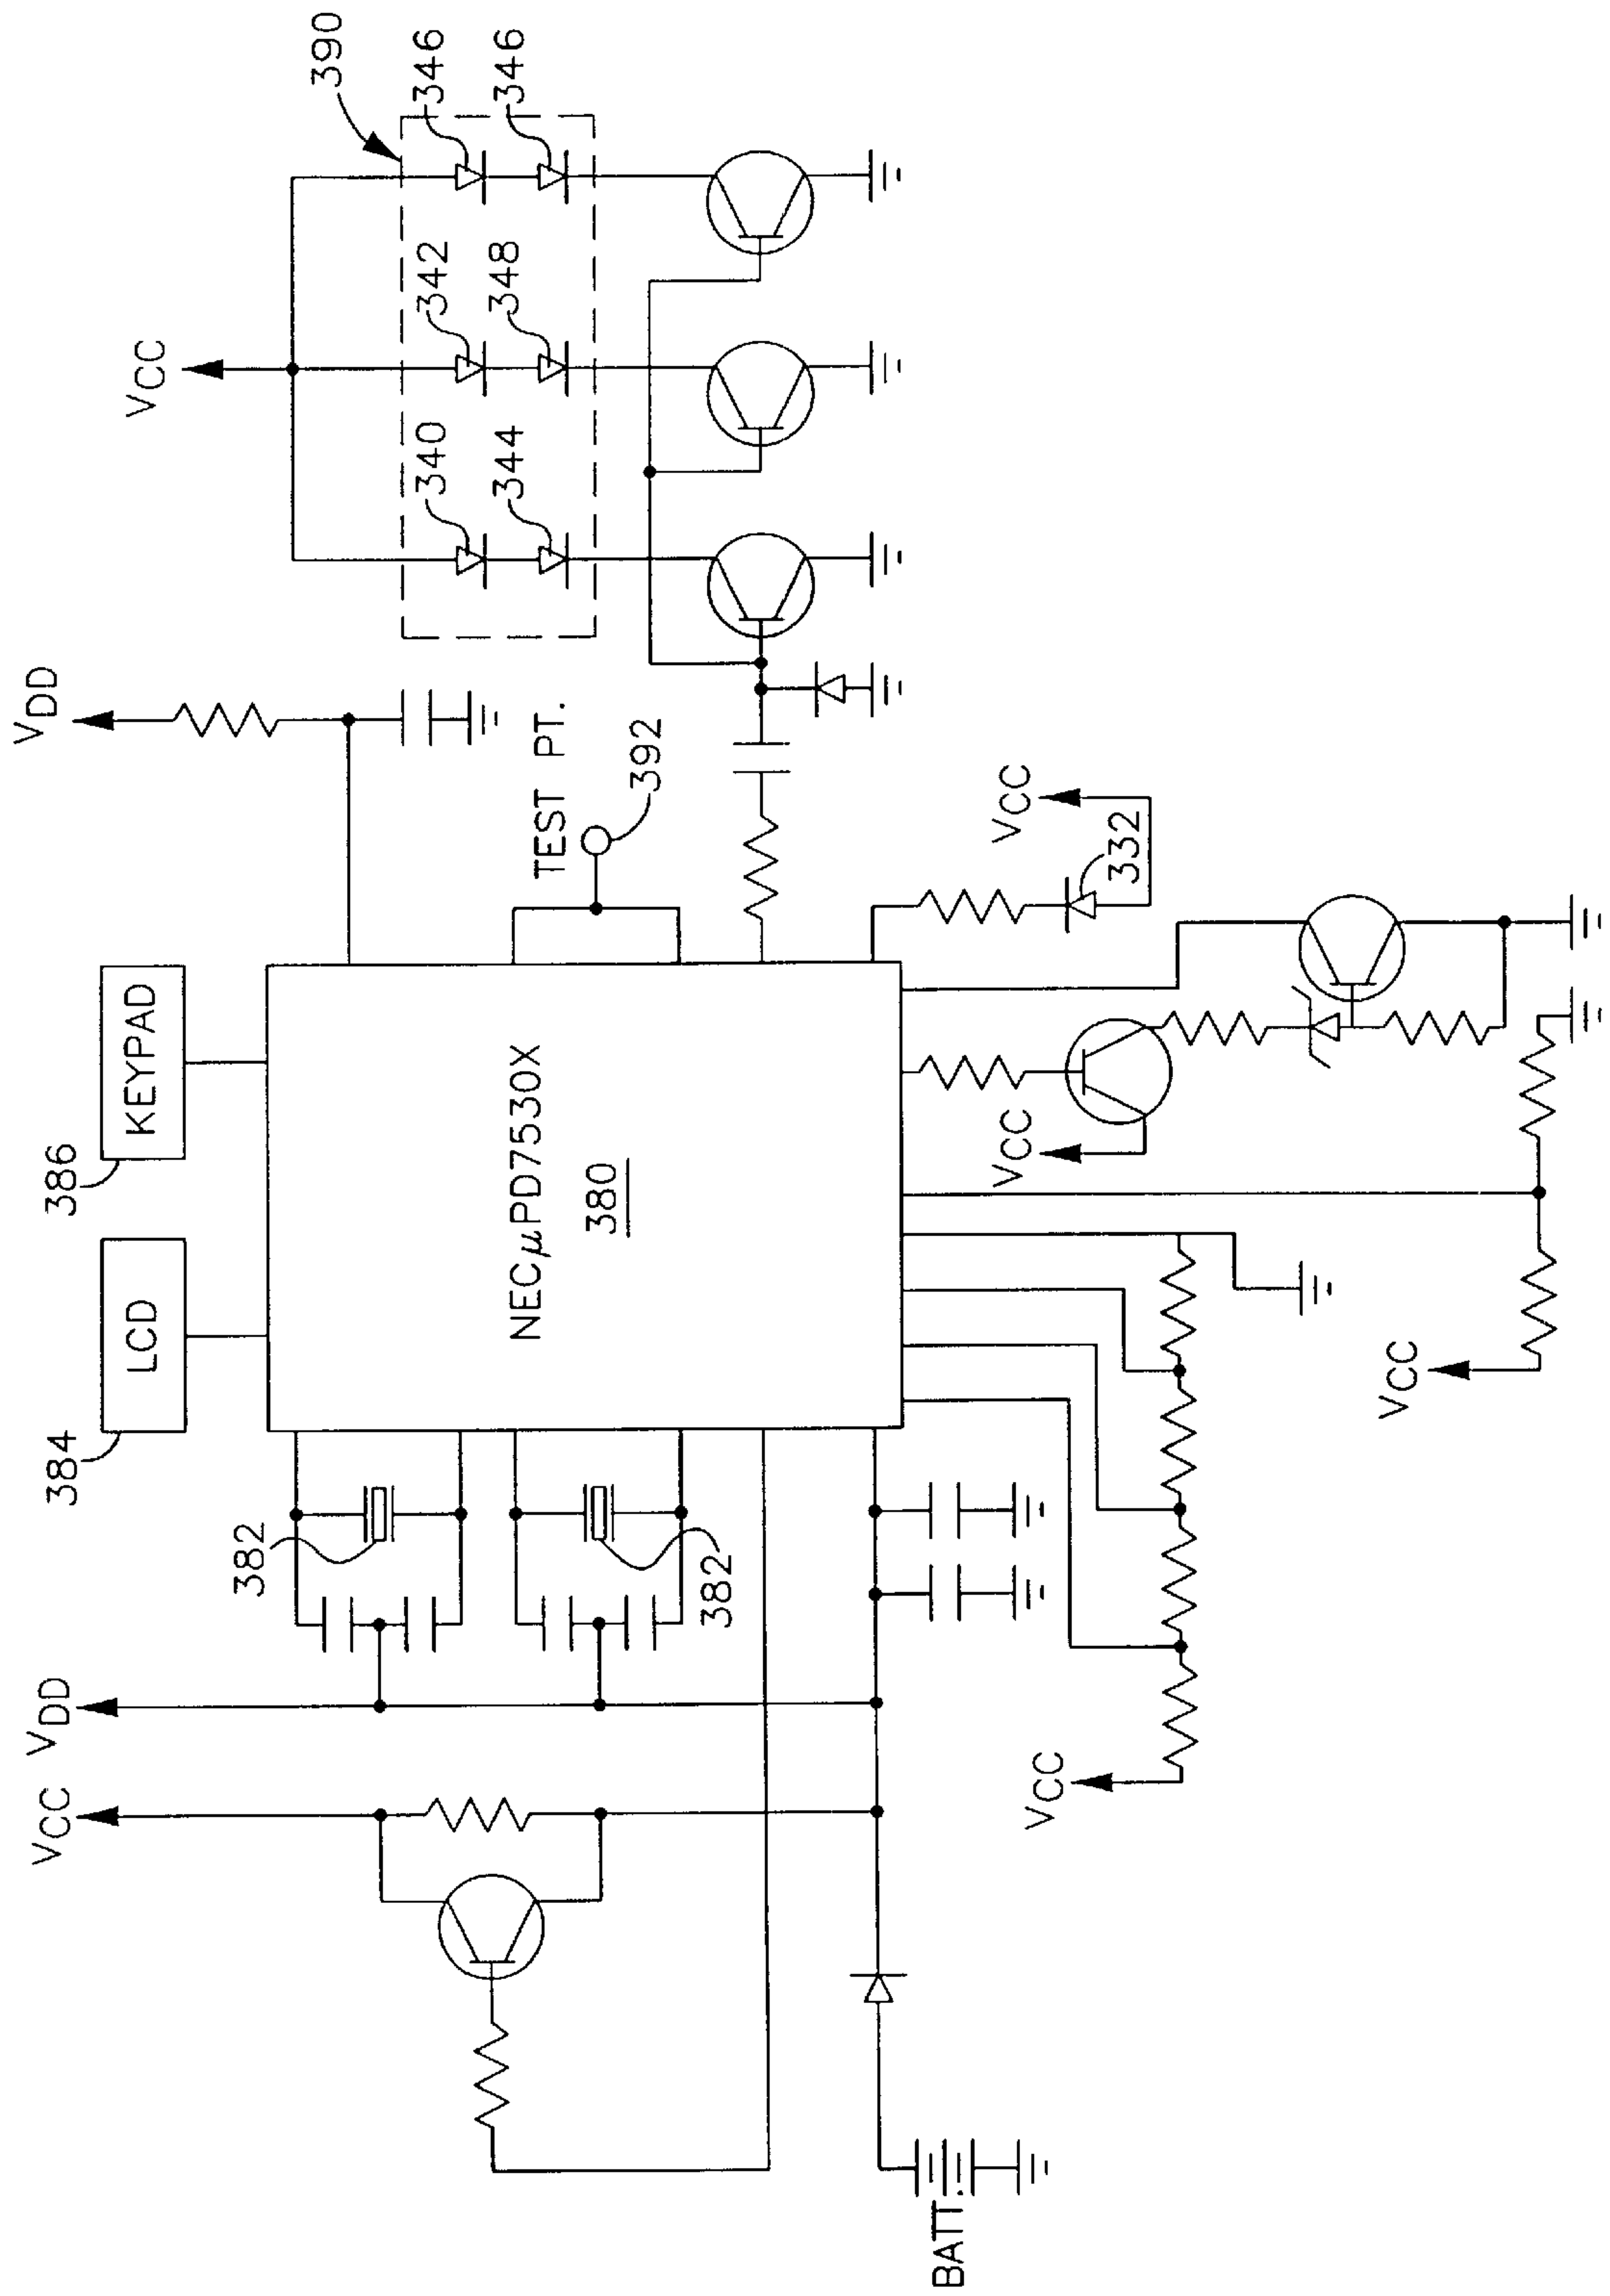 VCC
VDD
384
386
VDD
LCD
KEYPAD
VCC
382
390
340
342
346
344
348
346
NECμPD7530X
TEST PT.
380
392
382
BATT.
VCC
VCC
VCC
332
VCC